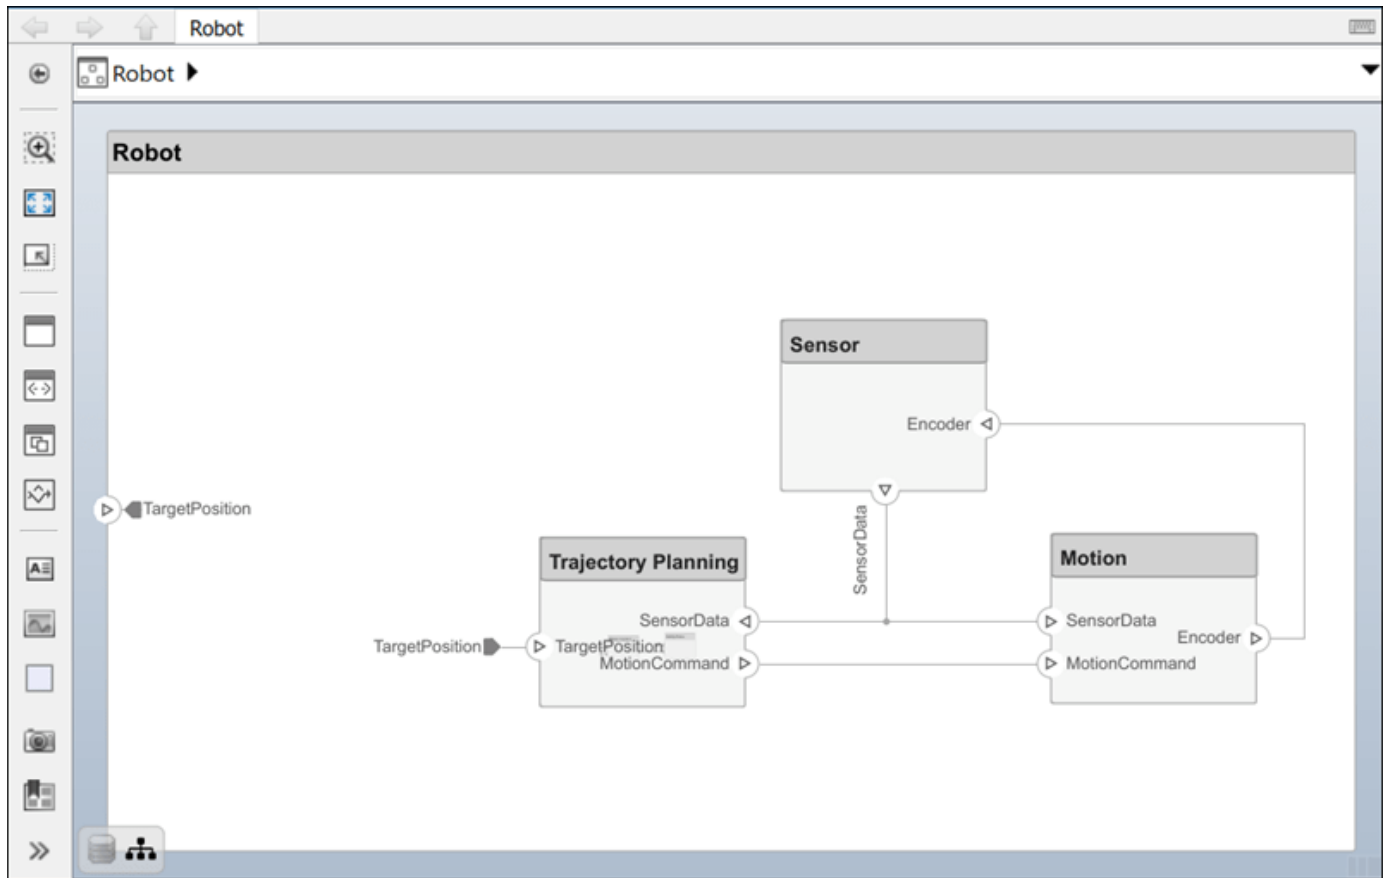 Robot
Robot
Robot
Sensor
Encoder
TargetPosition
SensorData
Trajectory Planning
Motion
SensorData
SensorData
Encoder
TargetPosition
TargetPosition
MotionCommand
MotionCommand